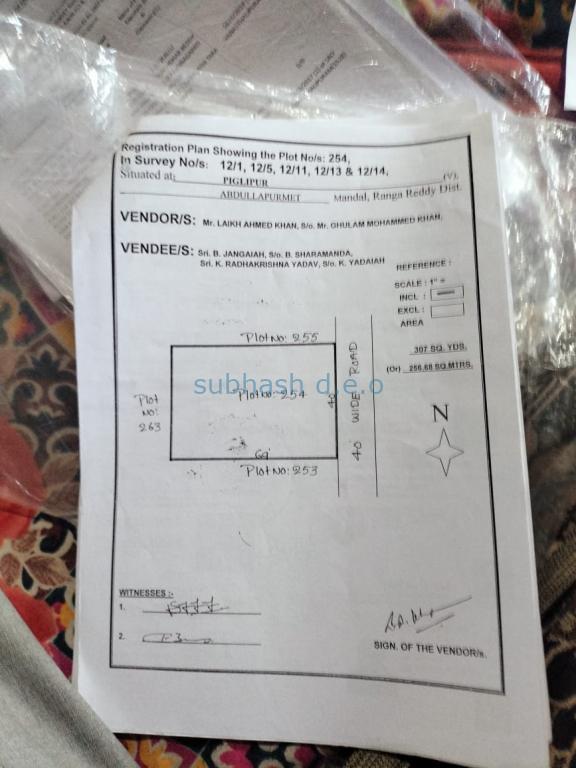 Registration Plan Showing the Plot No/s: 254,
In Survey No/s: 12/1, 12/5, 12/11, 12/13 & 12/14,
Situated at: PIGLIPUR (V),
ABDULLAPURMET Mandal, Ranga Reddy Dist.
VENDOR/S: Mr. LAIKH AHMED KHAN, S/o. Mr. GHULAM MOHAMMED KHAN,
VENDEE/S: Sri. B. JANGAIAH, S/o. B. SHARAMANDA,
Sri. K. RADHAKRISHNA YADAV, S/o. K. YADAIAH
REFERENCE :
SCALE : 1" =
INCL :
EXCL :
AREA
307 SQ. YDS.
(Or) 256.68 SQ.MTRS.
Plot No: 255
Plot No: 254
subhash d.e.o
Plot
No:
263
40
40' WIDE ROAD
69'
Plot No: 253
N
WITNESSES :-
1.
2.
SIGN. OF THE VENDOR/s.